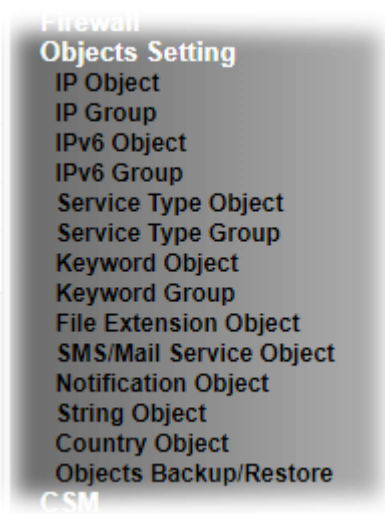 Firewall
Objects Setting
IP Object
IP Group
IPv6 Object
IPv6 Group
Service Type Object
Service Type Group
Keyword Object
Keyword Group
File Extension Object
SMS/Mail Service Object
Notification Object
String Object
Country Object
Objects Backup/Restore
CSM